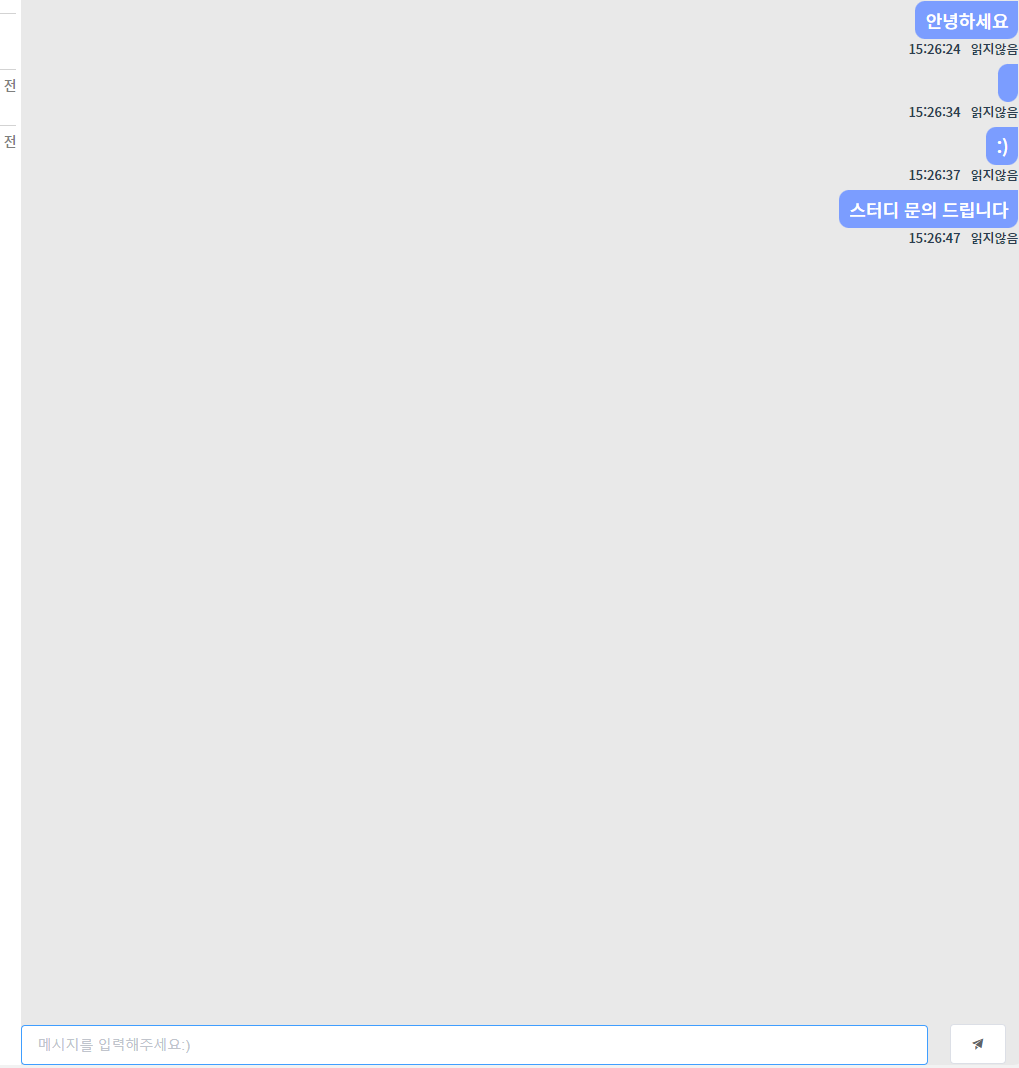 안녕하세요
15:26:24 읽지않음
전
15:26:34 읽지않음
:)
전
15:26:37 읽지않음
스터디 문의 드립니다
15:26:47 읽지않음
메시지를 입력해주세요:)